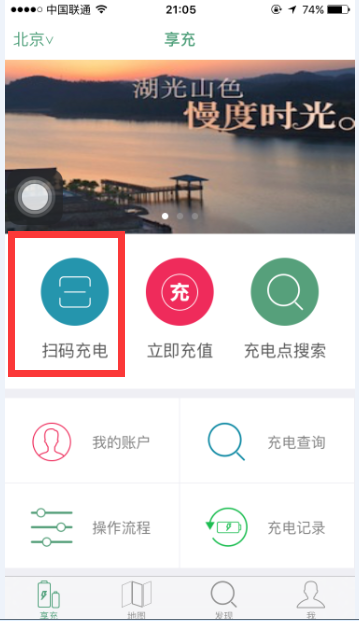 中国联通 21:05 74%
北京 享充
湖光山色
慢度时光。
扫码充电 立即充值 充电点搜索
充
我的账户 充电查询
操作流程 充电记录
享充 地图 发现 我